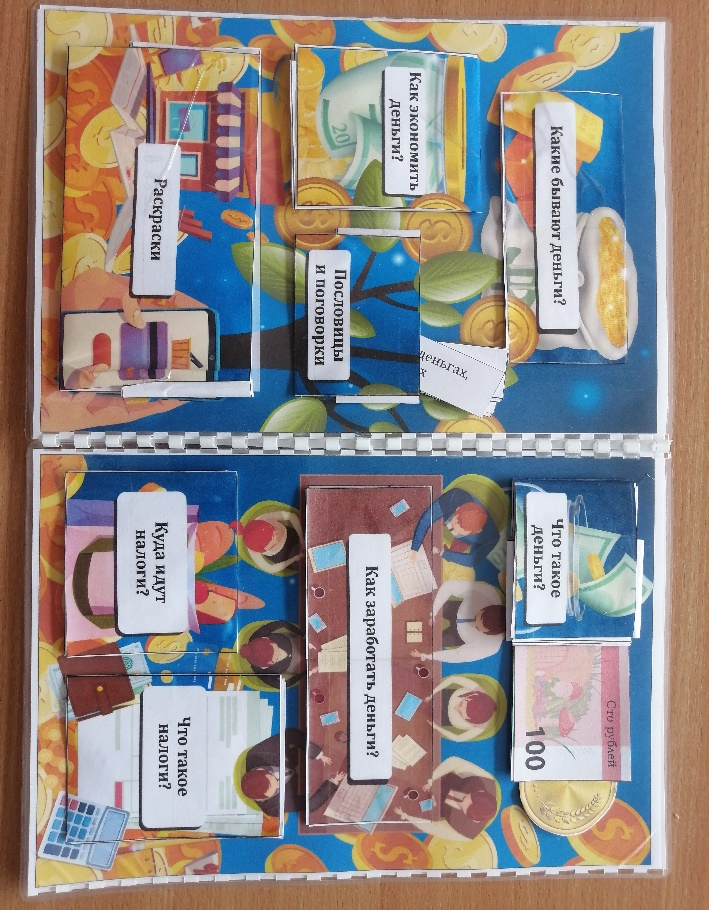 Какие бывают деньги?
Как экономить
деньги?
20
деньгах,
Пословицы
и поговорки
Раскраски
Что такое
деньги?
Сто рублей
100
Как заработать деньги?
Куда идут
налоги?
Что такое
налоги?